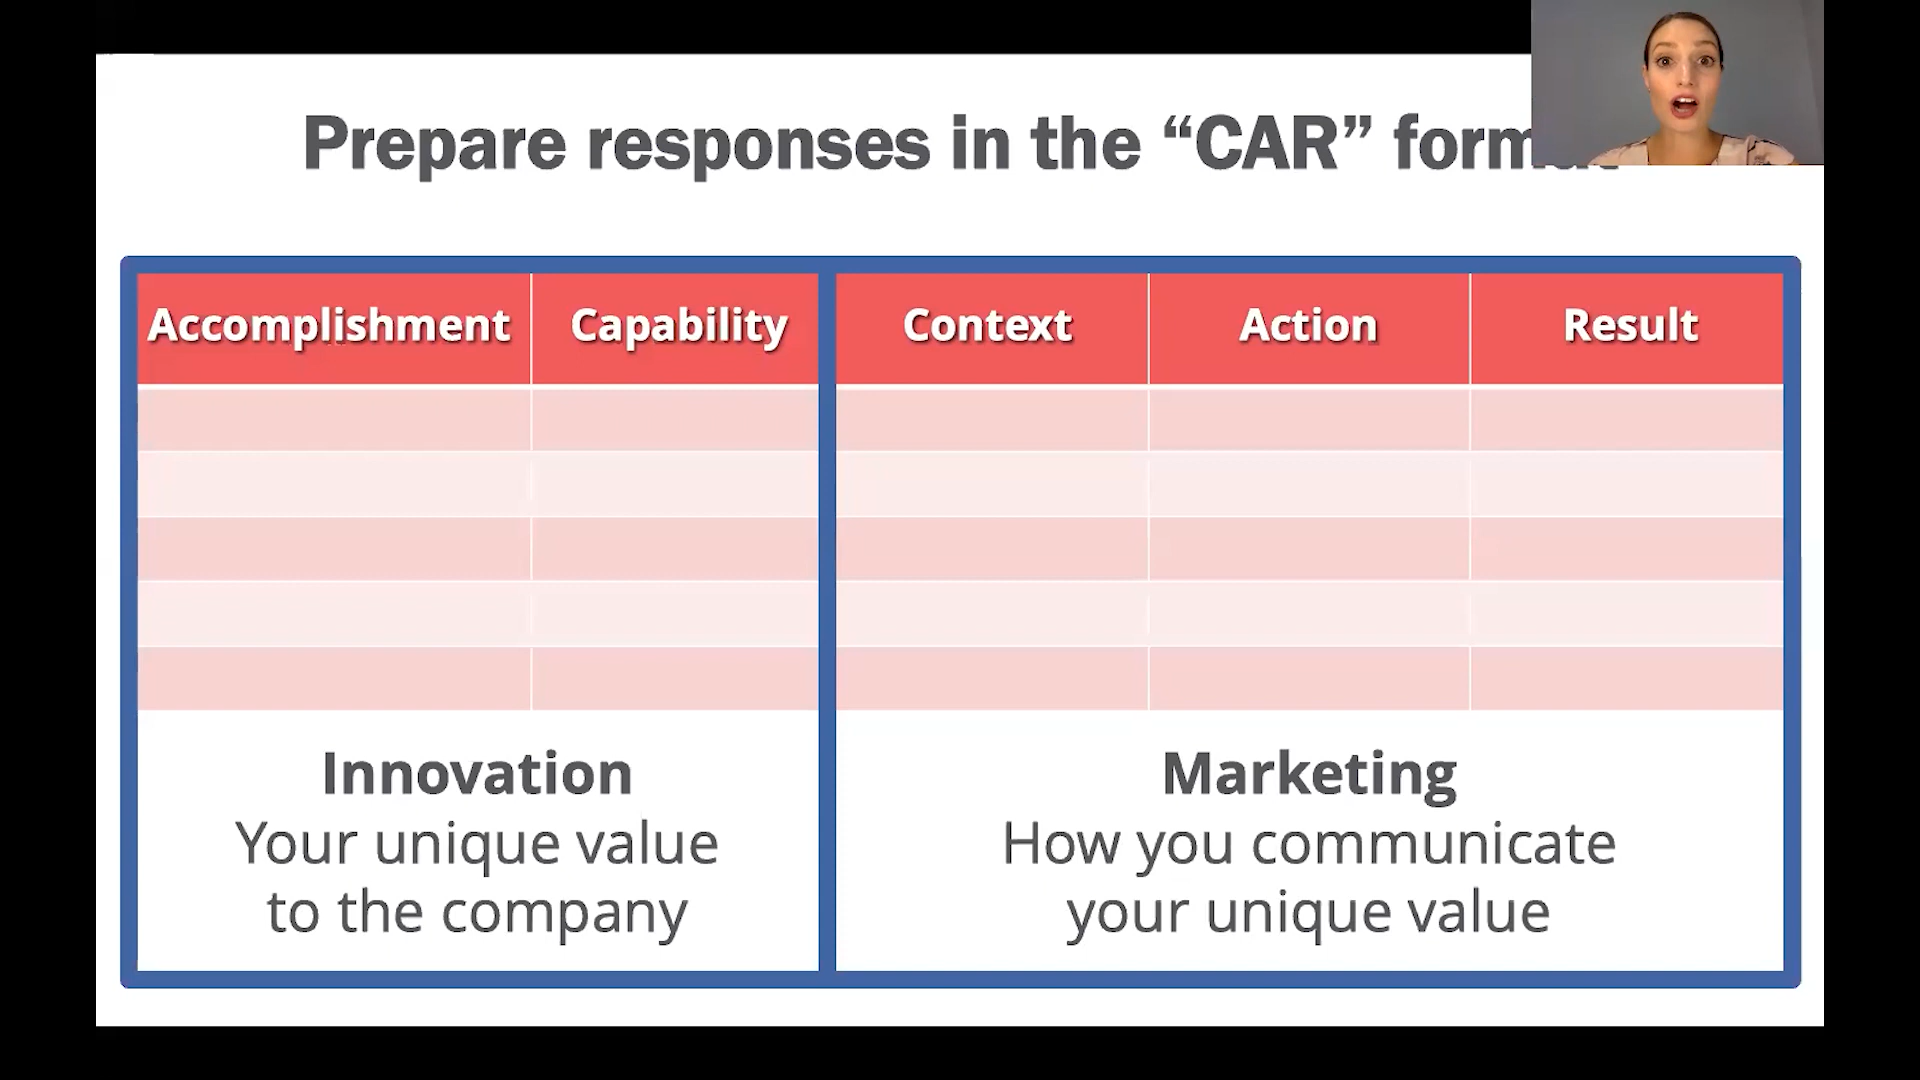 Prepare responses in the “CAR” format
Accomplishment Capability Context Action Result
Innovation
Your unique value
to the company
Marketing
How you communicate
your unique value